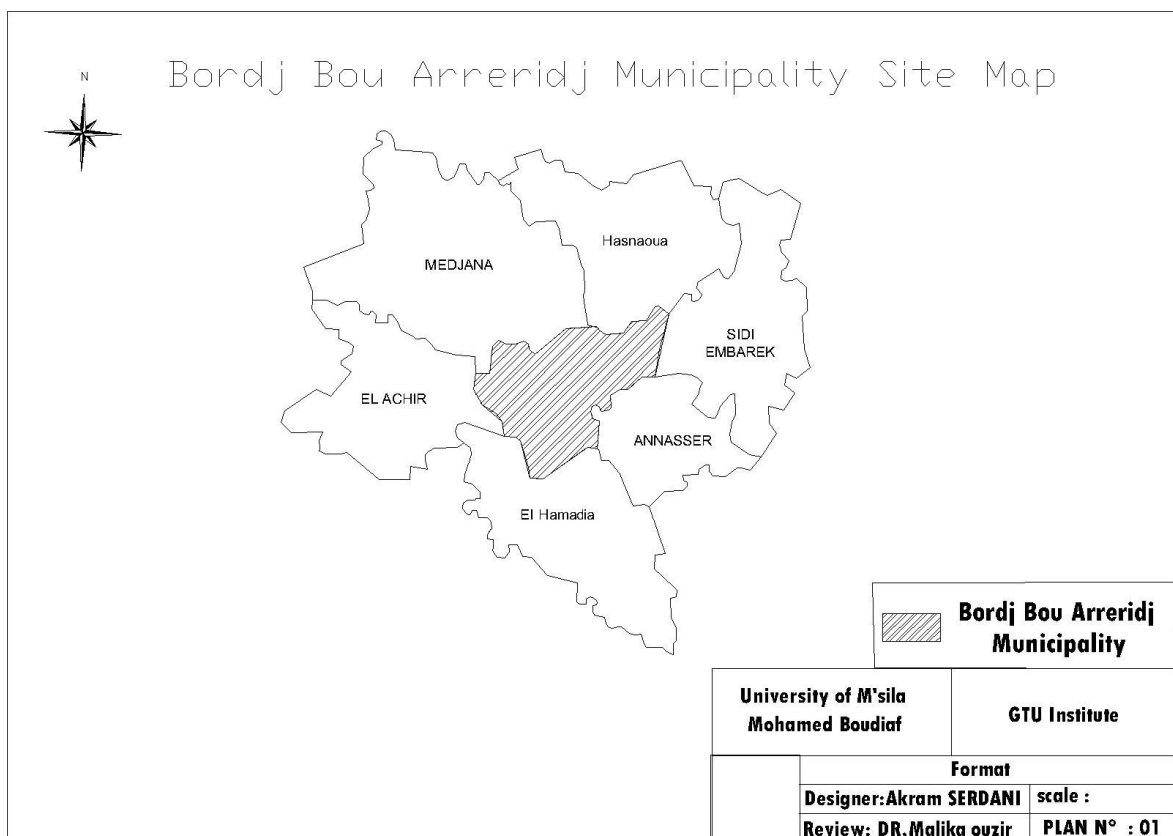 Bordj Bou Arreridj Municipality Site Map
N
Hasnaoua
MEDJANA
SIDI
EMBAREK
EL ACHIR
ANNASSER
El Hamadia
Bordj Bou Arreridj
Municipality
University of M'sila
Mohamed Boudiaf
GTU Institute
Format
Designer:Akram SERDANI
scale :
Review: DR.Malika ouzir
PLAN N° : 01